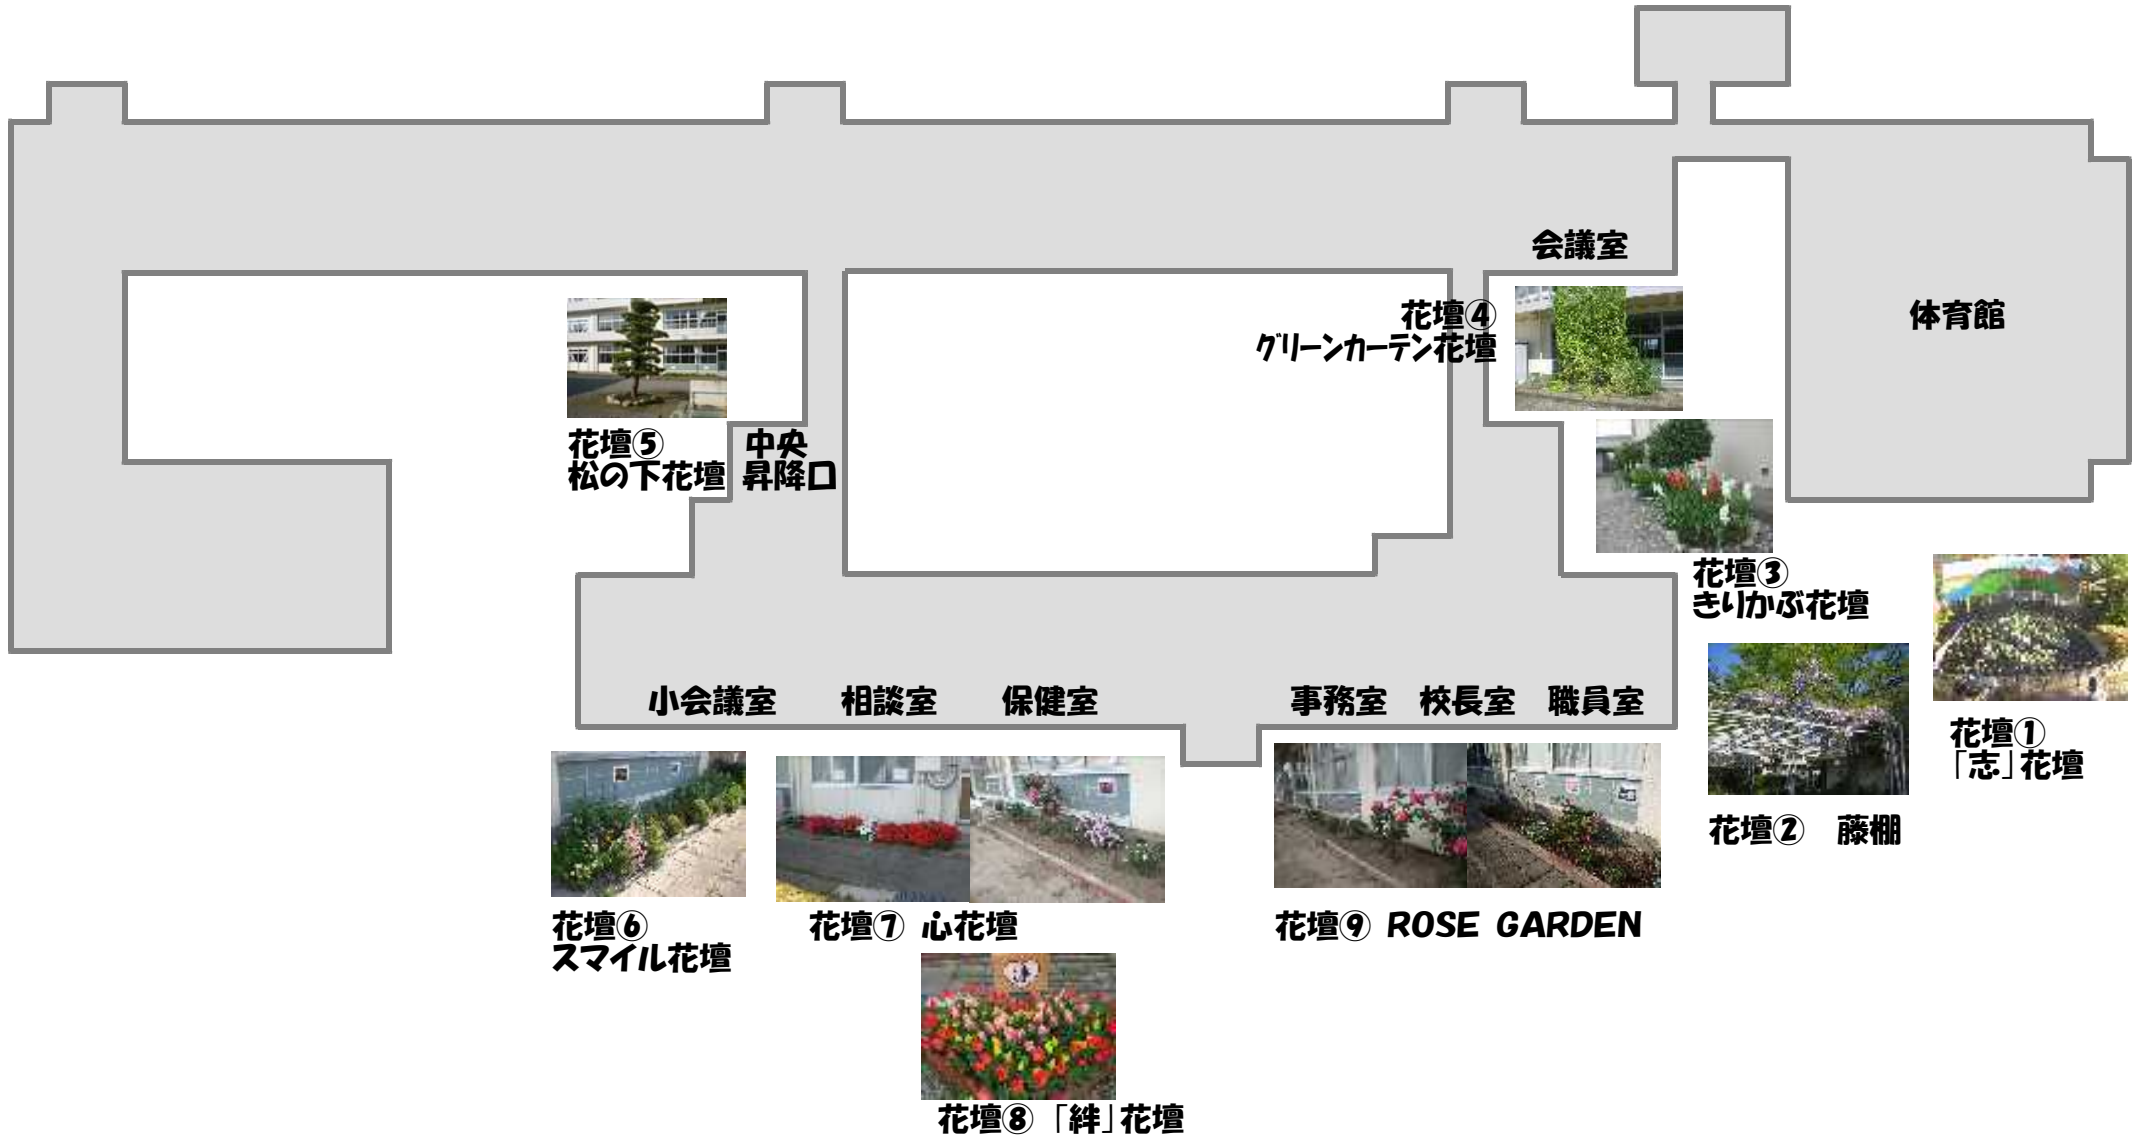 会議室
花壇④
グリーンカーテン花壇
体育館
花壇⑤
松の下花壇
中央
昇降口
花壇③
きりかぶ花壇
小会議室
相談室
保健室
事務室
校長室
職員室
花壇①
「志」花壇
花壇② 藤棚
花壇⑥
スマイル花壇
花壇⑦ 心花壇
花壇⑨ ROSE GARDEN
花壇⑧ 「絆」花壇